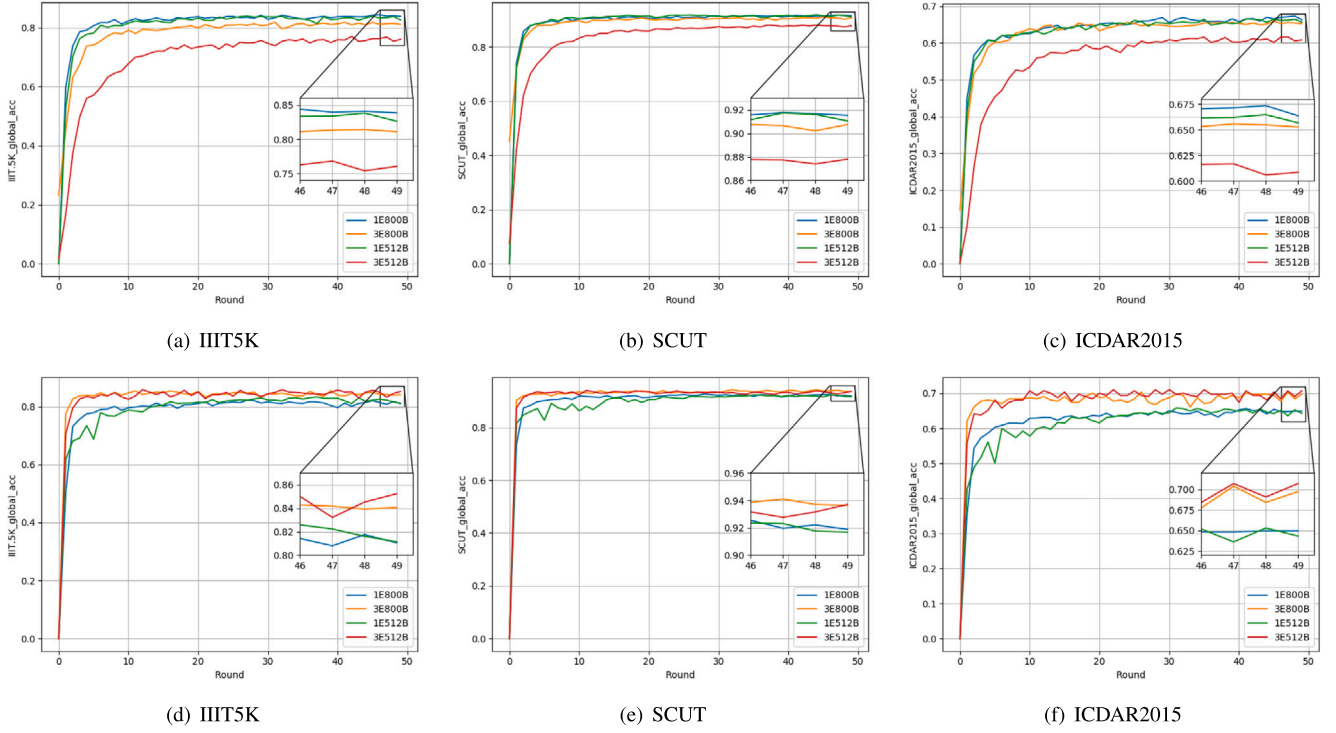 IIIT5K_global_acc
0.8
0.6
0.4
0.2
0.0
0 10 20 30 40 50
Round
0.85
0.80
0.75
46 47 48 49
1E800B
3E800B
1E512B
3E512B
(a) IIIT5K
SCUT_global_acc
0.8
0.6
0.4
0.2
0.0
0 10 20 30 40 50
Round
0.92
0.90
0.88
0.86
46 47 48 49
1E800B
3E800B
1E512B
3E512B
(b) SCUT
ICDAR2015_global_acc
0.7
0.6
0.5
0.4
0.3
0.2
0.1
0.0
0 10 20 30 40 50
Round
0.675
0.650
0.625
0.600
46 47 48 49
1E800B
3E800B
1E512B
3E512B
(c) ICDAR2015
IIIT5K_global_acc
0.8
0.6
0.4
0.2
0.0
0 10 20 30 40 50
Round
0.86
0.84
0.82
0.80
46 47 48 49
1E800B
3E800B
1E512B
3E512B
(d) IIIT5K
SCUT_global_acc
0.8
0.6
0.4
0.2
0.0
0 10 20 30 40 50
Round
0.96
0.94
0.92
0.90
46 47 48 49
1E800B
3E800B
1E512B
3E512B
(e) SCUT
ICDAR2015_global_acc
0.7
0.6
0.5
0.4
0.3
0.2
0.1
0.0
0 10 20 30 40 50
Round
0.700
0.675
0.650
0.625
46 47 48 49
1E800B
3E800B
1E512B
3E512B
(f) ICDAR2015